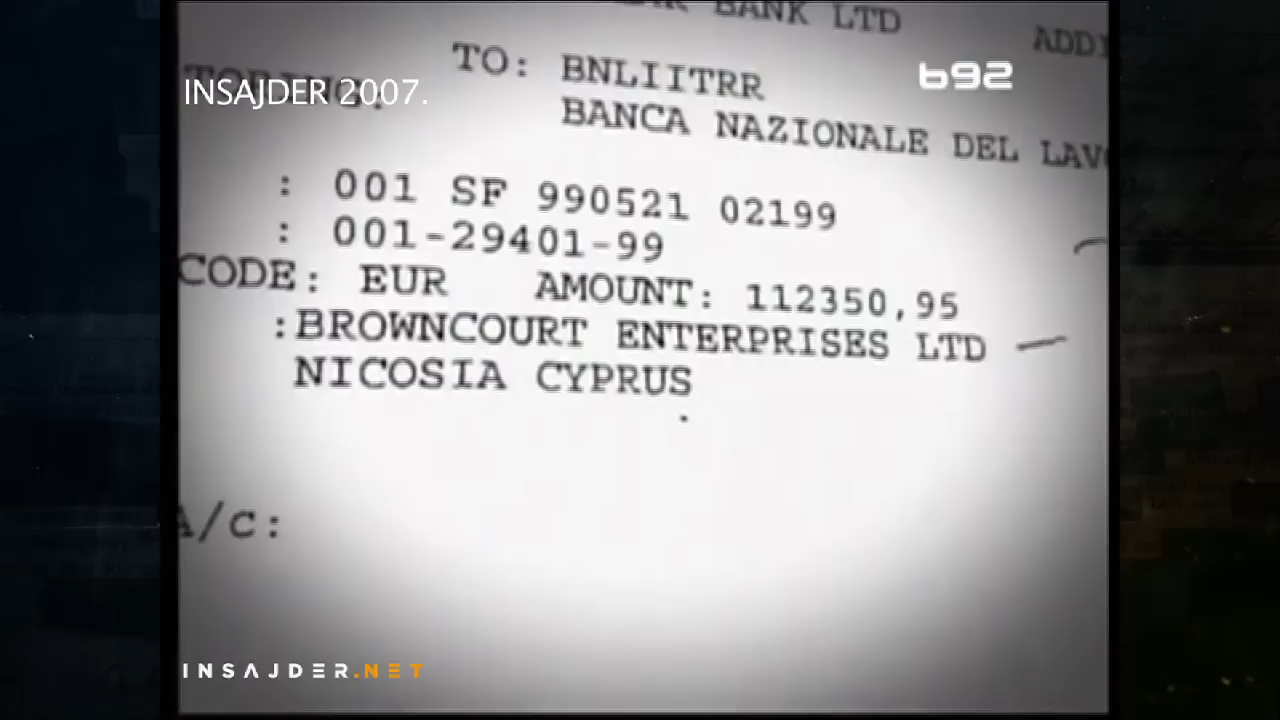 BANK LTD
TO: BNLIITRR
INSAJDER 2007.
b92
BANCA NAZIONALE DEL
: 001 SF 990521 02199
: 001-29401-99
CODE: EUR AMOUNT: 112350,95
:BROWNCOURT ENTERPRISES LTD
NICOSIA CYPRUS
A/C:
INSAJDER.NET